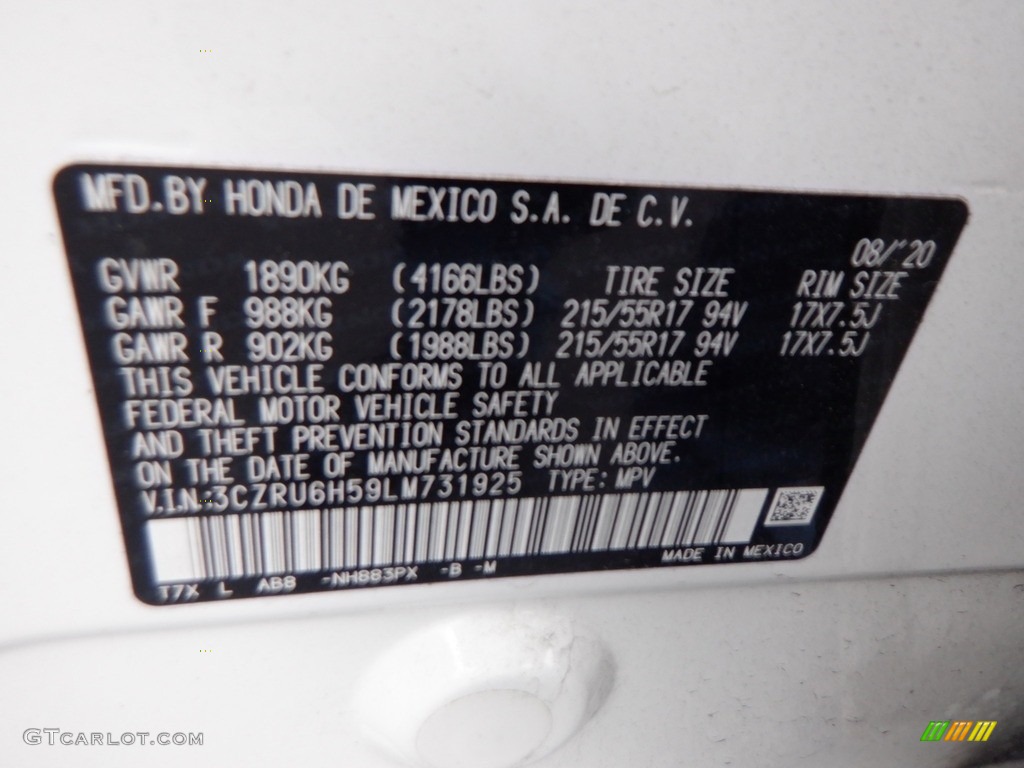 MFD.BY HONDA DE MEXICO S.A. DE C.V.
08/'20
GVWR 1890KG (4166LBS) TIRE SIZE RIM SIZE
GAWR F 988KG (2178LBS) 215/55R17 94V 17X7.5J
GAWR R 902KG (1988LBS) 215/55R17 94V 17X7.5J
THIS VEHICLE CONFORMS TO ALL APPLICABLE
FEDERAL MOTOR VEHICLE SAFETY
AND THEFT PREVENTION STANDARDS IN EFFECT
ON THE DATE OF MANUFACTURE SHOWN ABOVE.
V.I.N.:3CZRU6H59LM731925 TYPE: MPV
MADE IN MEXICO
T7X L AB8 -NH883PX -B -M
GTCARLOT.COM